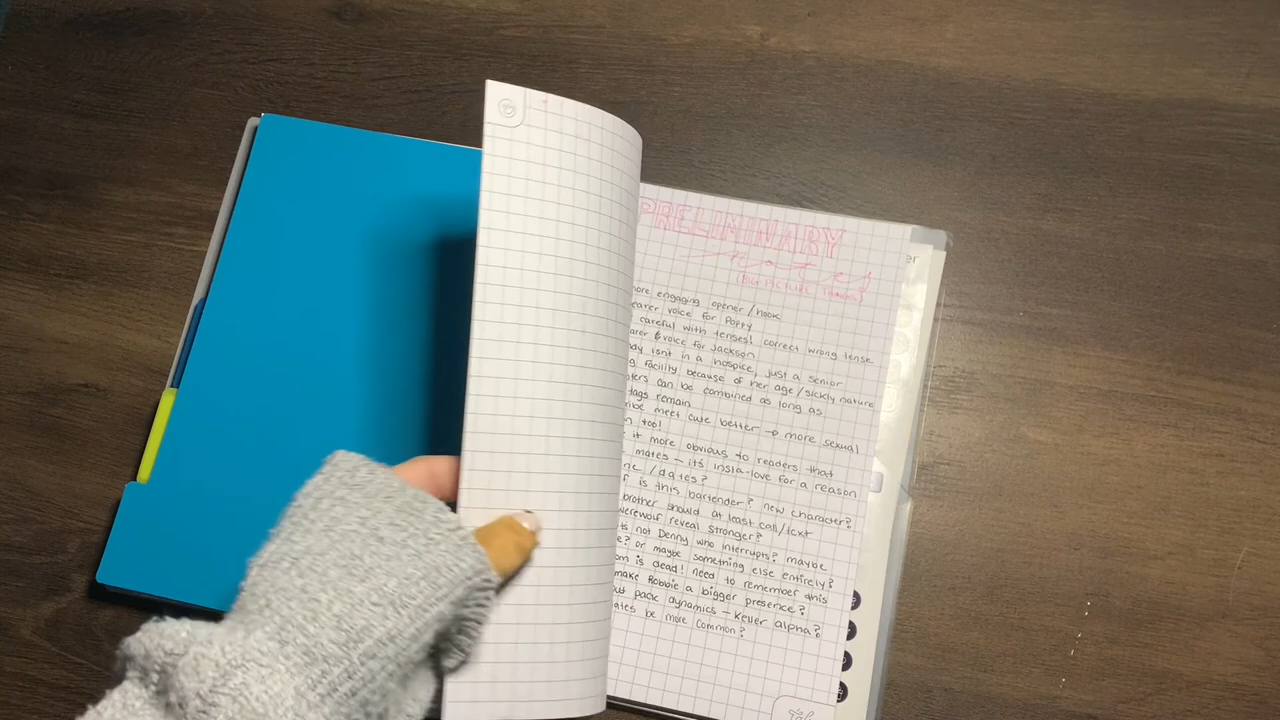 PRELIMINARY
notes
(BIG PICTURE THINGS)
more engaging opener/hook
clearer voice for Poppy
careful with tenses! correct wrong tense
clearer voice for Jackson
isn't in a hospice, just a senior
facility because of her age/sickly nature
can be combined as long as
tags remain
meet cute better → more sexual
too!
it more obvious to readers that
mates - it's insta-love for a reason
/dates?
is this bartender? new character?
brother should at least call/text
werewolf reveal stronger?
not Denny who interrupts? maybe
? or maybe something else entirely?
is dead! need to remember this
make Robbie a bigger presence?
pack dynamics - Keller alpha?
be more common?
er